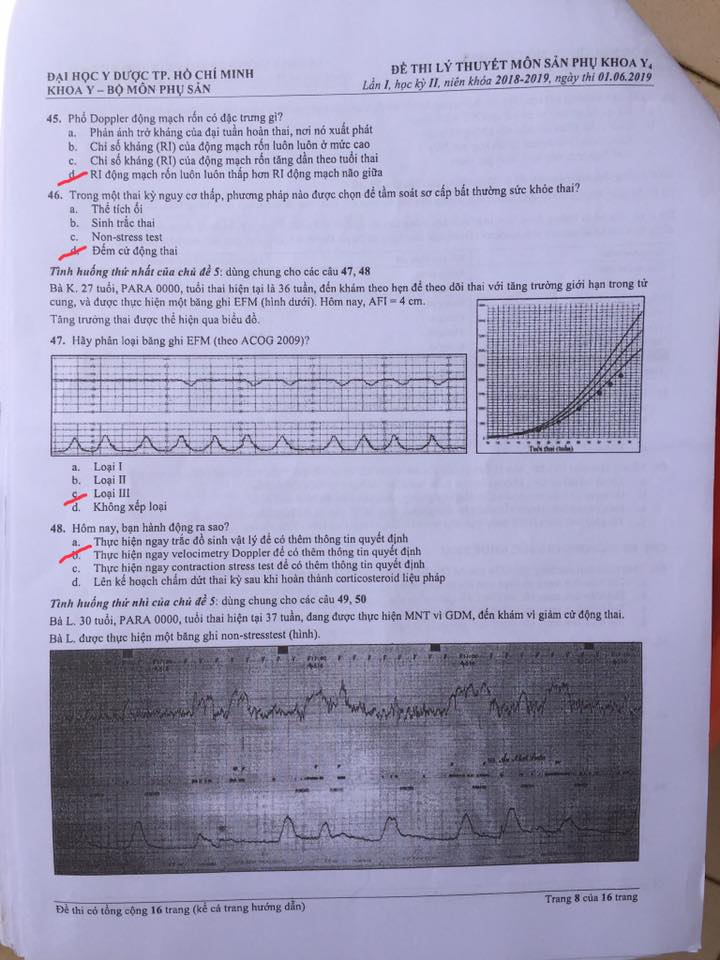 ĐẠI HỌC Y DƯỢC TP. HỒ CHÍ MINH
KHOA Y – BỘ MÔN PHỤ SẢN
ĐỀ THI LÝ THUYẾT MÔN SẢN PHỤ KHOA Y4
Lần I, học kỳ II, niên khóa 2018-2019, ngày thi 01.06.2019
45. Phổ Doppler động mạch rốn có đặc trưng gì?
a. Phản ánh trở kháng của đại tuần hoàn thai, nơi nó xuất phát
b. Chỉ số kháng (RI) của động mạch rốn luôn luôn ở mức cao
c. Chỉ số kháng (RI) của động mạch rốn tăng dần theo tuổi thai
d. RI động mạch rốn luôn luôn thấp hơn RI động mạch não giữa
46. Trong một thai kỳ nguy cơ thấp, phương pháp nào được chọn để tầm soát sơ cấp bất thường sức khỏe thai?
a. Thể tích ối
b. Sinh trắc thai
c. Non-stress test
d. Đếm cử động thai
Tình huống thứ nhất của chủ đề 5: dùng chung cho các câu 47, 48
Bà K. 27 tuổi, PARA 0000, tuổi thai hiện tại là 36 tuần, đến khám theo hẹn để theo dõi thai với tăng trưởng giới hạn trong tử
cung, và được thực hiện một băng ghi EFM (hình dưới). Hôm nay, AFI = 4 cm.
Tăng trưởng thai được thể hiện qua biểu đồ.
47. Hãy phân loại băng ghi EFM (theo ACOG 2009)?
Tuổi thai (tuần)
a. Loại I
b. Loại II
c. Loại III
d. Không xếp loại
48. Hôm nay, bạn hành động ra sao?
a. Thực hiện ngay trắc đồ sinh vật lý để có thêm thông tin quyết định
b. Thực hiện ngay velocimetry Doppler để có thêm thông tin quyết định
c. Thực hiện ngay contraction stress test để có thêm thông tin quyết định
d. Lên kế hoạch chấm dứt thai kỳ sau khi hoàn thành corticosteroid liệu pháp
Tình huống thứ nhì của chủ đề 5: dùng chung cho các câu 49, 50
Bà L. 30 tuổi, PARA 0000, tuổi thai hiện tại 37 tuần, đang được thực hiện MNT vì GDM, đến khám vì giảm cử động thai.
Bà L. được thực hiện một băng ghi non-stresstest (hình).
Đề thi có tổng cộng 16 trang (kể cả trang hướng dẫn)
Trang 8 của 16 trang